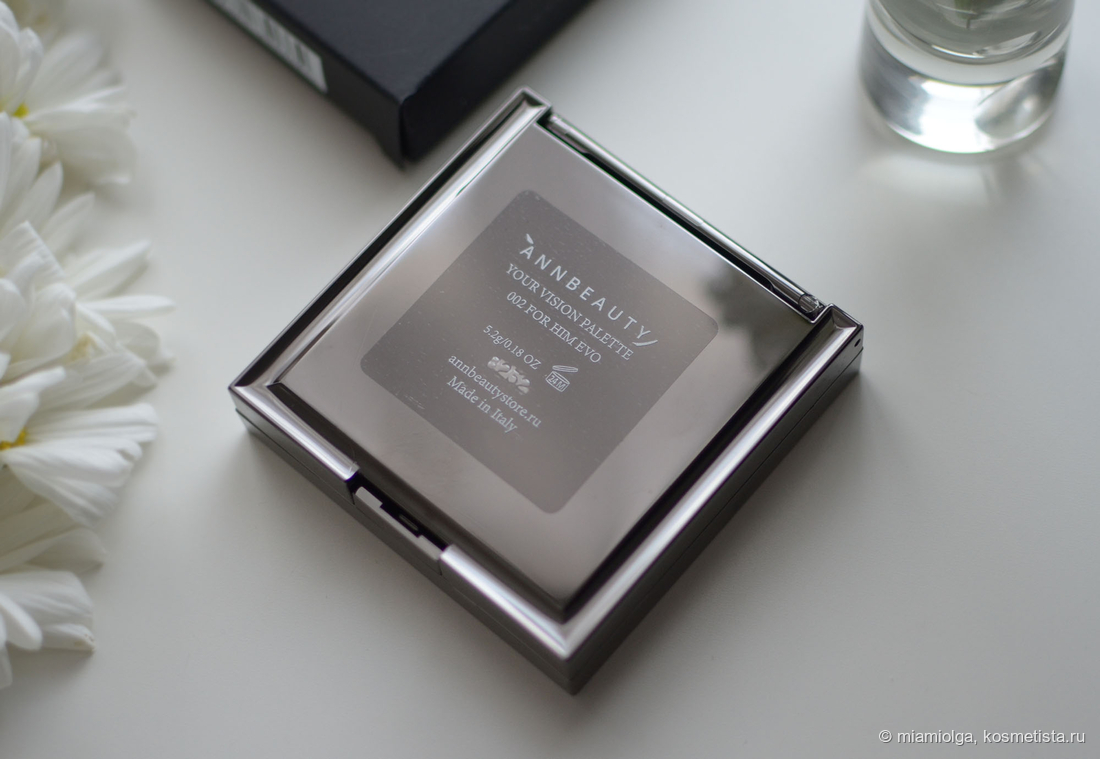 ANNBEAUTY
YOUR VISION PALETTE
002 FOR HIM EVO
5.2g/0.18 OZ
24M
annbeautystore.ru
Made in Italy
© miamiolga, kosmetista.ru